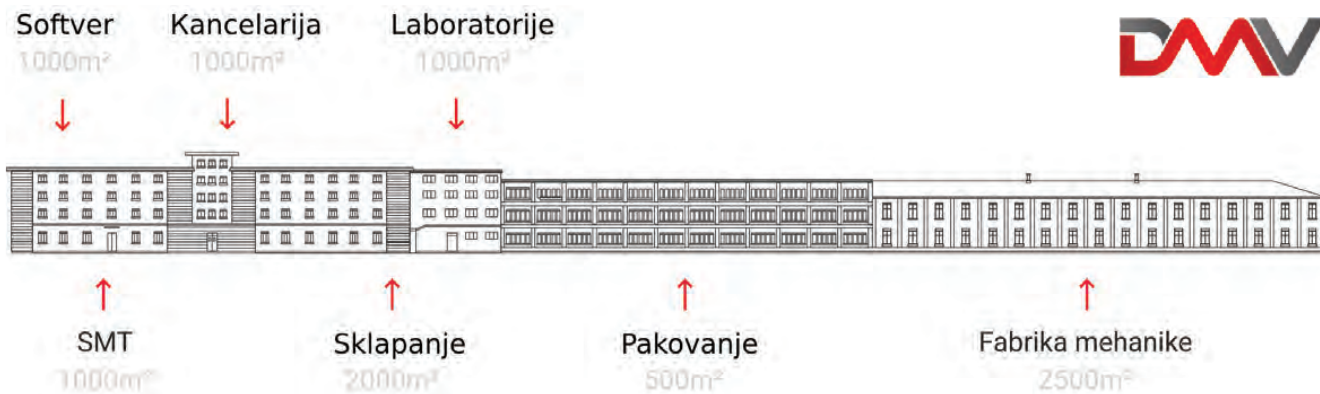 Softver Kancelarija Laboratorije
1000m² 1000m² 1000m²
DMV
SMT Sklapanje Pakovanje Fabrika mehanike
1000m² 2000m² 500m² 2500m²